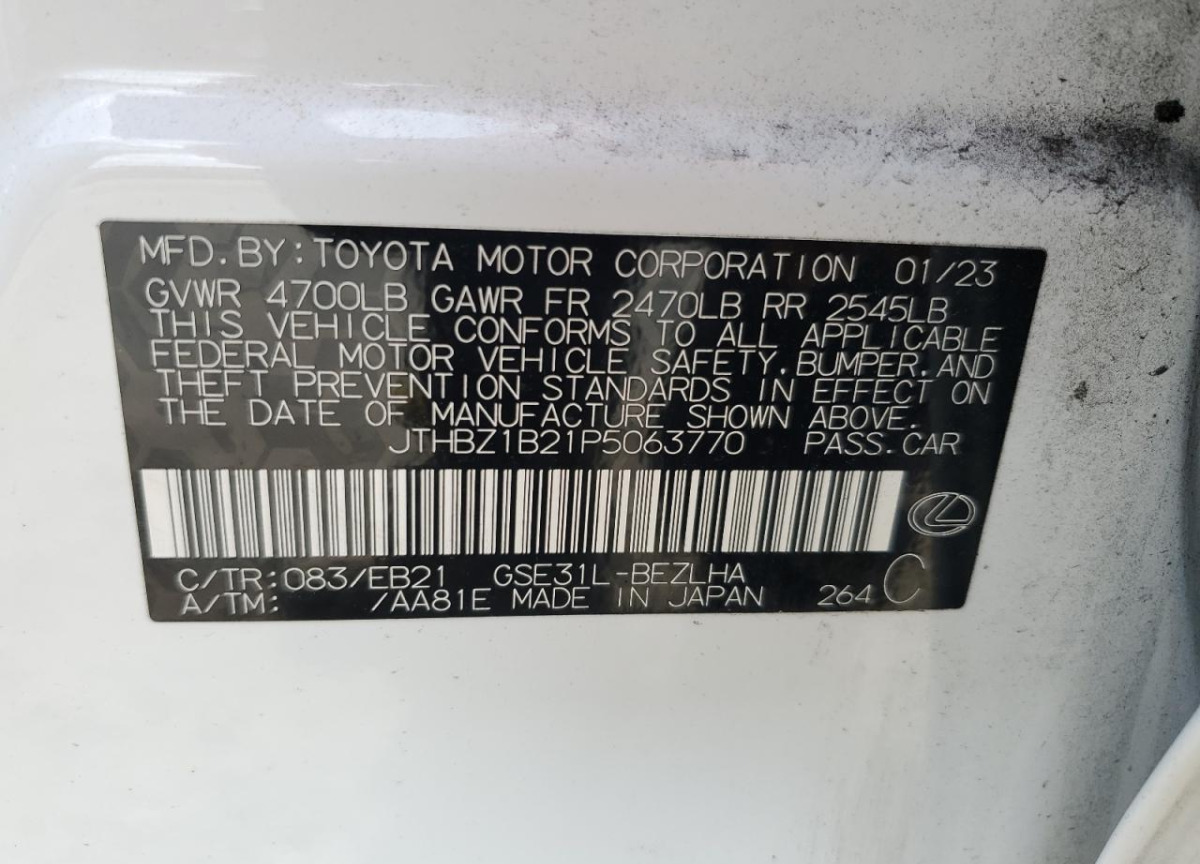 MFD. BY: TOYOTA MOTOR CORPORATION 01/23
GVWR 4700LB GAWR FR 2470LB RR 2545LB
THIS VEHICLE CONFORMS TO ALL APPLICABLE
FEDERAL MOTOR VEHICLE SAFETY, BUMPER, AND
THEFT PREVENTION STANDARDS IN EFFECT ON
THE DATE OF MANUFACTURE SHOWN ABOVE.
JTHBZ1B21P5063770 PASS. CAR
C/TR: 083/EB21 GSE31L-BEZLHA
A/TM: /AA81E MADE IN JAPAN 264 C